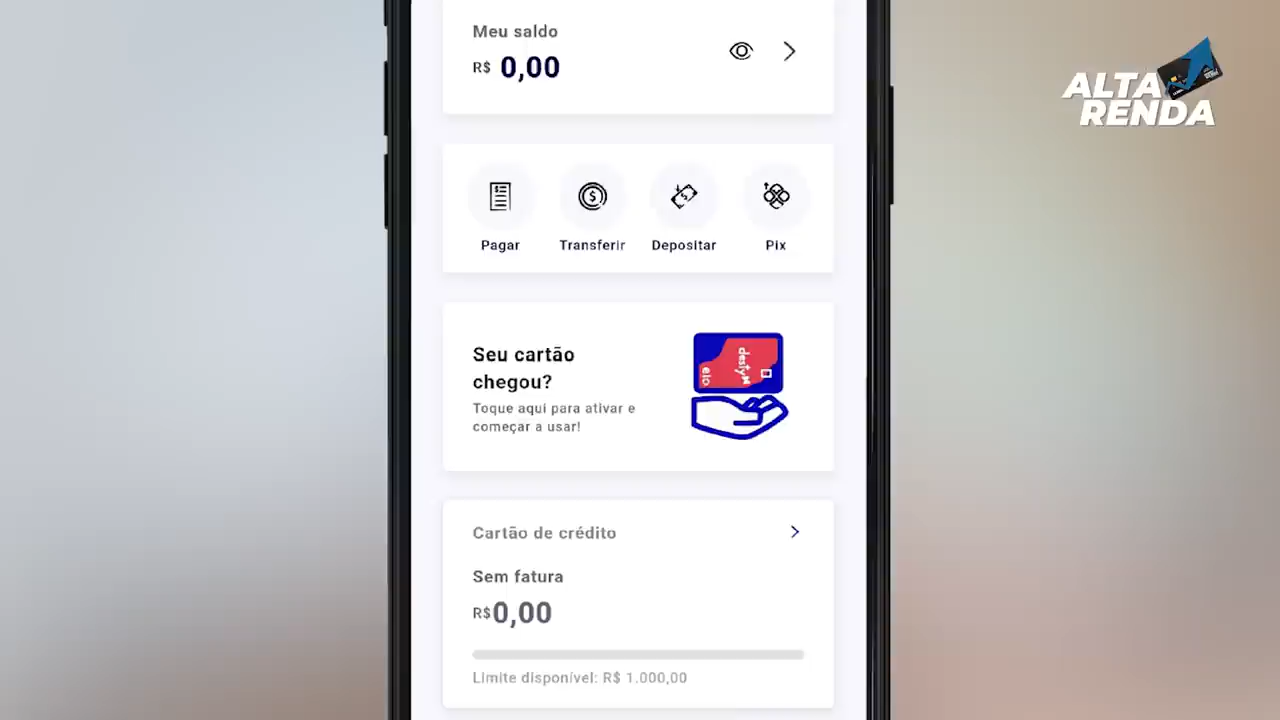 Meu saldo
R$ 0,00
ALTA
RENDA
Pagar
Transferir
Depositar
Pix
Seu cartão
chegou?
Toque aqui para ativar e
começar a usar!
elo
Cartão de crédito
Sem fatura
R$0,00
Limite disponível: R$ 1.000,00